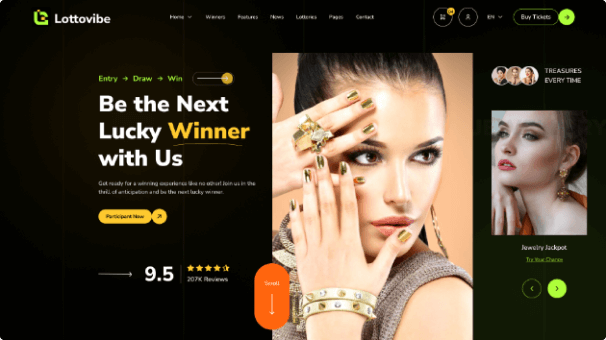 Lottovibe
Home Winners Features News Lotteries Pages Contact
EN
Buy Tickets
Entry → Draw → Win
Be the Next
Lucky Winner
with Us
Get ready for a winning experience like no other! Join us in the
thrill of anticipation and be the next lucky winner.
Participant Now
9.5
207K Reviews
Scroll
TREASURES
EVERY TIME
Jewelry Jackpot
Try Your Chance